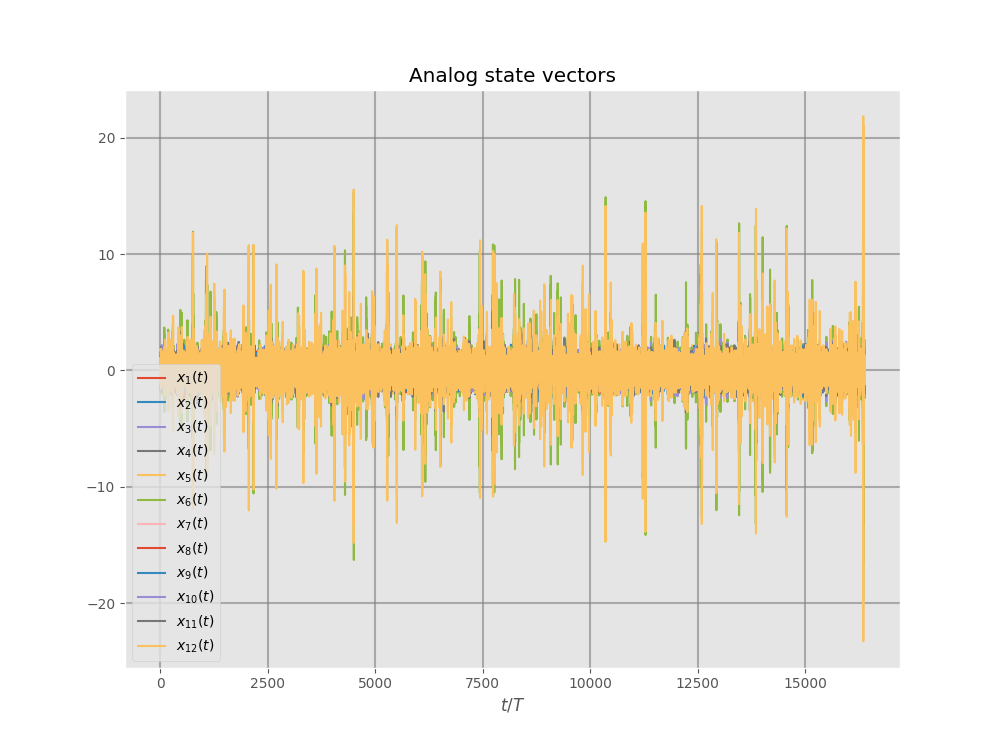 Analog state vectors
20
10
0
−10
−20
x₁(t)
x₂(t)
x₃(t)
x₄(t)
x₅(t)
x₆(t)
x₇(t)
x₈(t)
x₉(t)
x₁₀(t)
x₁₁(t)
x₁₂(t)
0 2500 5000 7500 10000 12500 15000
t/T